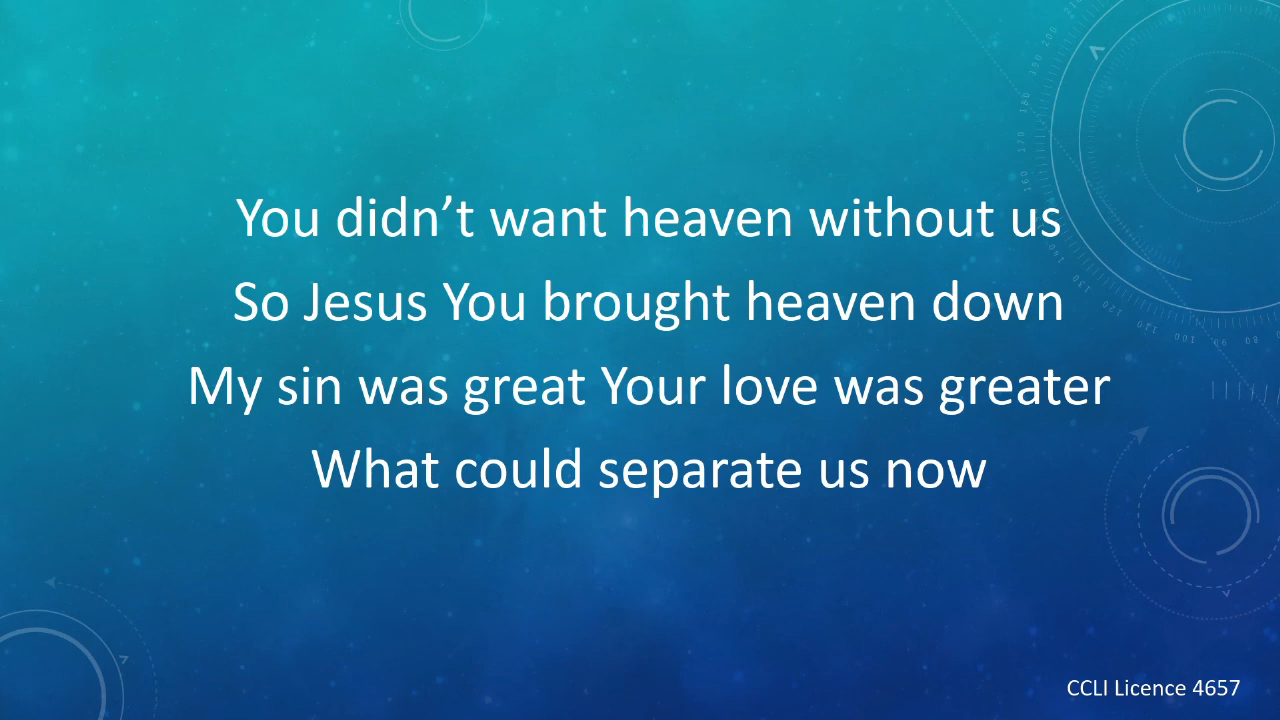 You didn’t want heaven without us
So Jesus You brought heaven down
My sin was great Your love was greater
What could separate us now
CCLI Licence 4657